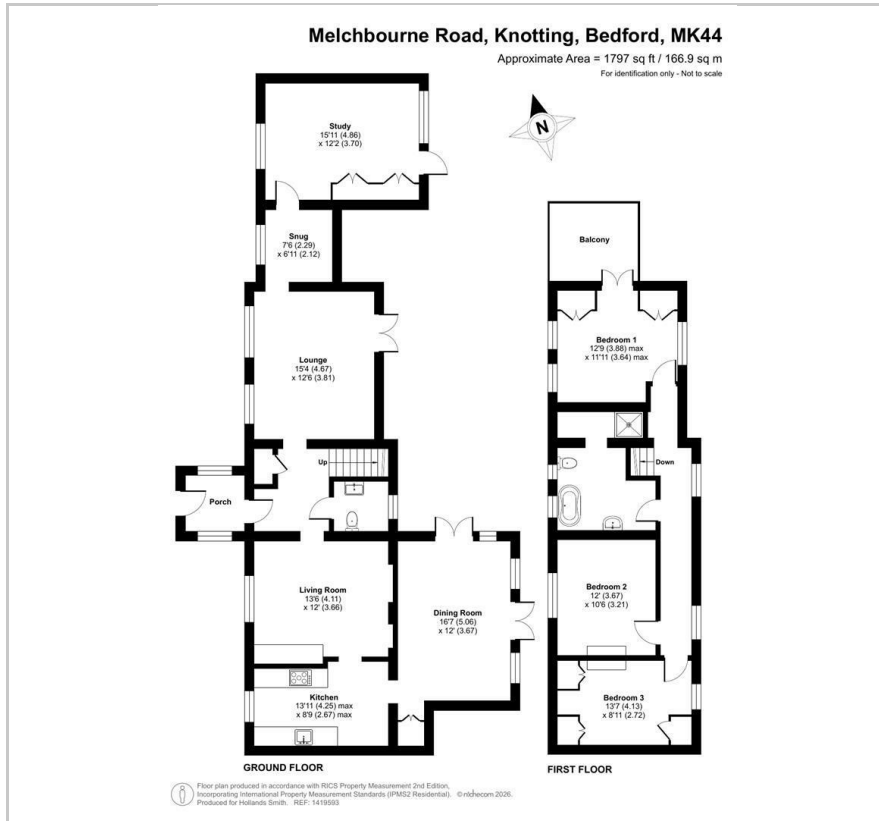 Melchbourne Road, Knotting, Bedford, MK44
Approximate Area = 1797 sq ft / 166.9 sq m
For identification only - Not to scale
N
Study
15'11 (4.86)
x 12'2 (3.70)
Snug
7'6 (2.29)
x 6'11 (2.12)
Lounge
15'4 (4.67)
x 12'6 (3.81)
Up
Porch
Living Room
13'6 (4.11)
x 12' (3.66)
Dining Room
16'7 (5.06)
x 12' (3.67)
Kitchen
13'11 (4.25) max
x 8'9 (2.67) max
GROUND FLOOR
Balcony
Bedroom 1
12'9 (3.88) max
x 11'11 (3.64) max
Down
Bedroom 2
12' (3.67)
x 10'6 (3.21)
Bedroom 3
13'7 (4.13)
x 8'11 (2.72)
FIRST FLOOR
Floor plan produced in accordance with RICS Property Measurement 2nd Edition,
Incorporating International Property Measurement Standards (IPMS2 Residential). © nichecom 2026.
Produced for Hollands Smith. REF: 1419593